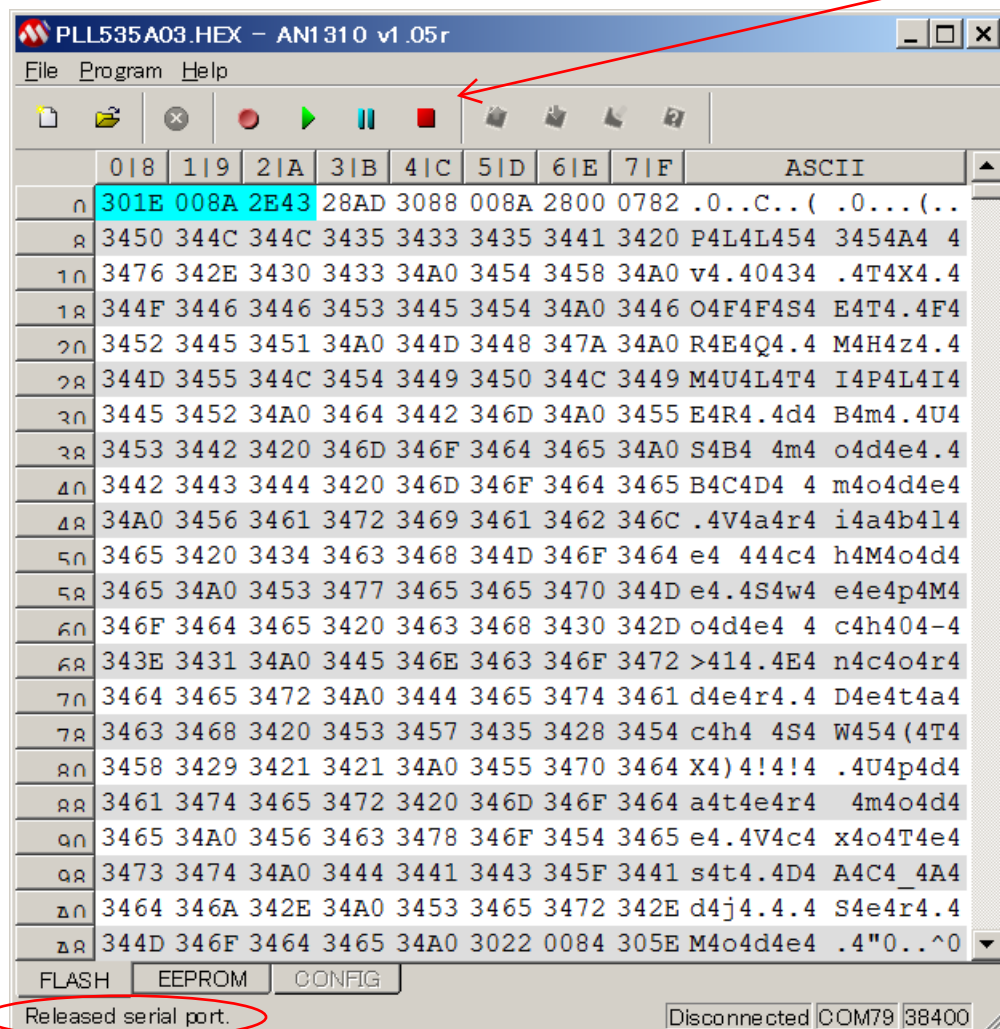 PLL535A03.HEX – AN1310 v1.05r
File Program Help
0|8 1|9 2|A 3|B 4|C 5|D 6|E 7|F ASCII
0 301E 008A 2E43 28AD 3088 008A 2800 0782 .0..C..( .0...(..
8 3450 344C 344C 3435 3433 3435 3441 3420 P4L4L454 3454A4 4
10 3476 342E 3430 3433 34A0 3454 3458 34A0 v4.40434 .4T4X4.4
18 344F 3446 3446 3453 3445 3454 34A0 3446 O4F4F4S4 E4T4.4F4
20 3452 3445 3451 34A0 344D 3448 347A 34A0 R4E4Q4.4 M4H4z4.4
28 344D 3455 344C 3454 3449 3450 344C 3449 M4U4L4T4 I4P4L4I4
30 3445 3452 34A0 3464 3442 346D 34A0 3455 E4R4.4d4 B4m4.4U4
38 3453 3442 3420 346D 346F 3464 3465 34A0 S4B4 4m4 o4d4e4.4
40 3442 3443 3444 3420 346D 346F 3464 3465 B4C4D4 4 m4o4d4e4
48 34A0 3456 3461 3472 3469 3461 3462 346C .4V4a4r4 i4a4b4l4
50 3465 3420 3434 3463 3468 344D 346F 3464 e4 444c4 h4M4o4d4
58 3465 34A0 3453 3477 3465 3465 3470 344D e4.4S4w4 e4e4p4M4
60 346F 3464 3465 3420 3463 3468 3430 342D o4d4e4 4 c4h404-4
68 343E 3431 34A0 3445 346E 3463 346F 3472 >414.4E4 n4c4o4r4
70 3464 3465 3472 34A0 3444 3465 3474 3461 d4e4r4.4 D4e4t4a4
78 3463 3468 3420 3453 3457 3435 3428 3454 c4h4 4S4 W454(4T4
80 3458 3429 3421 3421 34A0 3455 3470 3464 X4)4!4!4 .4U4p4d4
88 3461 3474 3465 3472 3420 346D 346F 3464 a4t4e4r4  4m4o4d4
90 3465 34A0 3456 3463 3478 346F 3454 3465 e4.4V4c4 x4o4T4e4
98 3473 3474 34A0 3444 3441 3443 345F 3441 s4t4.4D4 A4C4_4A4
A0 3464 346A 342E 34A0 3453 3465 3472 342E d4j4.4.4 S4e4r4.4
A8 344D 346F 3464 3465 34A0 3022 0084 305E M4o4d4e4 .4"0..^0
FLASH EEPROM CONFIG
Released serial port. Disconnected COM79 38400